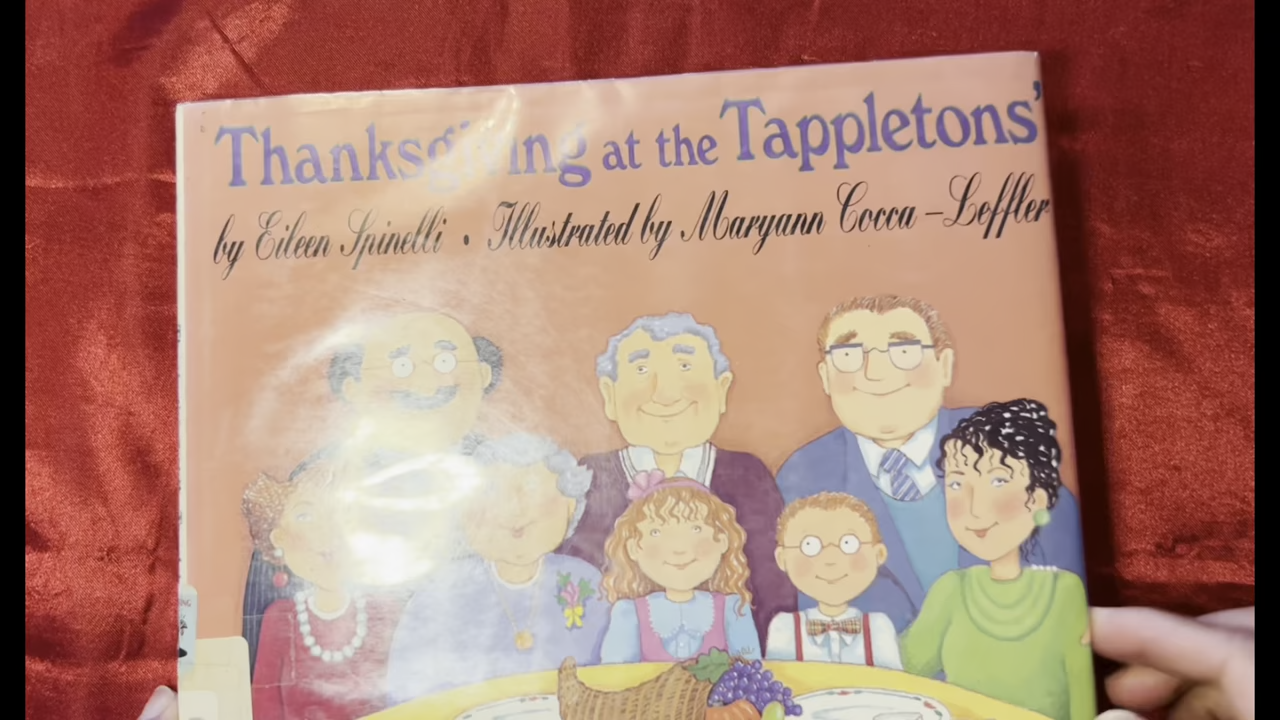 Thanksgiving at the Tappletons'
by Eileen Spinelli • Illustrated by Maryann Cocca-Leffler